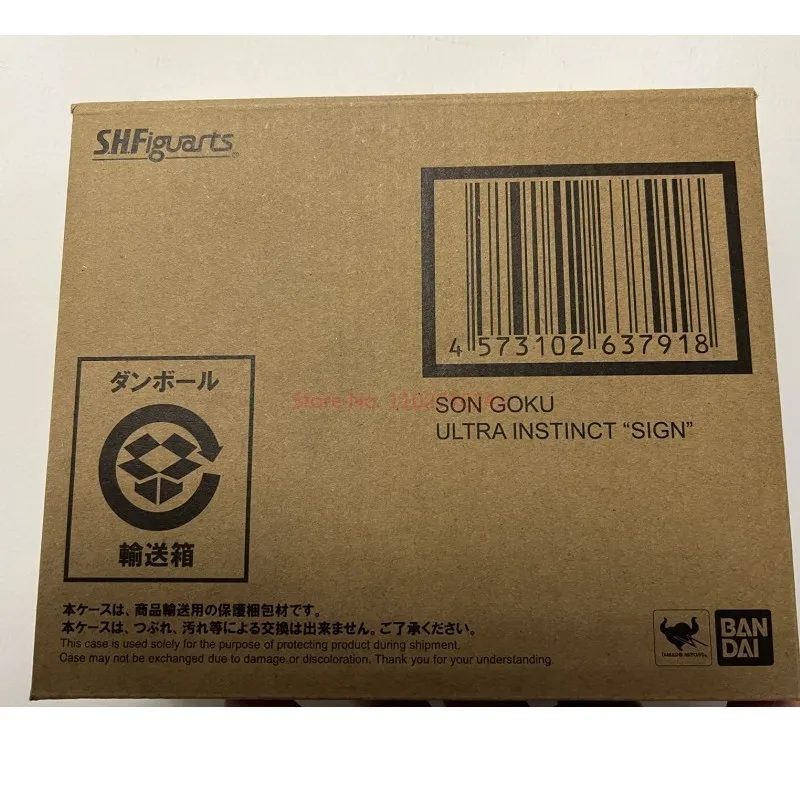 S.H.Figuarts
4 573102 637918
SON GOKU
ULTRA INSTINCT “SIGN”
Store No. 110
ダンボール
輸送箱
本ケースは、商品輸送用の保護梱包材です。
本ケースは、つぶれ、汚れ等による交換は出来ません。ご了承ください。
This case is used solely for the purpose of protecting product during shipment.
Case may not be exchanged due to damage or discoloration. Thank you for your understanding.
BAN
DAI